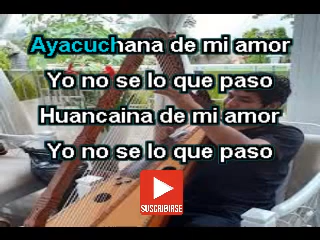 Ayacuchana de mi amor
Yo no se lo que paso
Huancaina de mi amor
Yo no se lo que paso
SUSCRIBIRSE